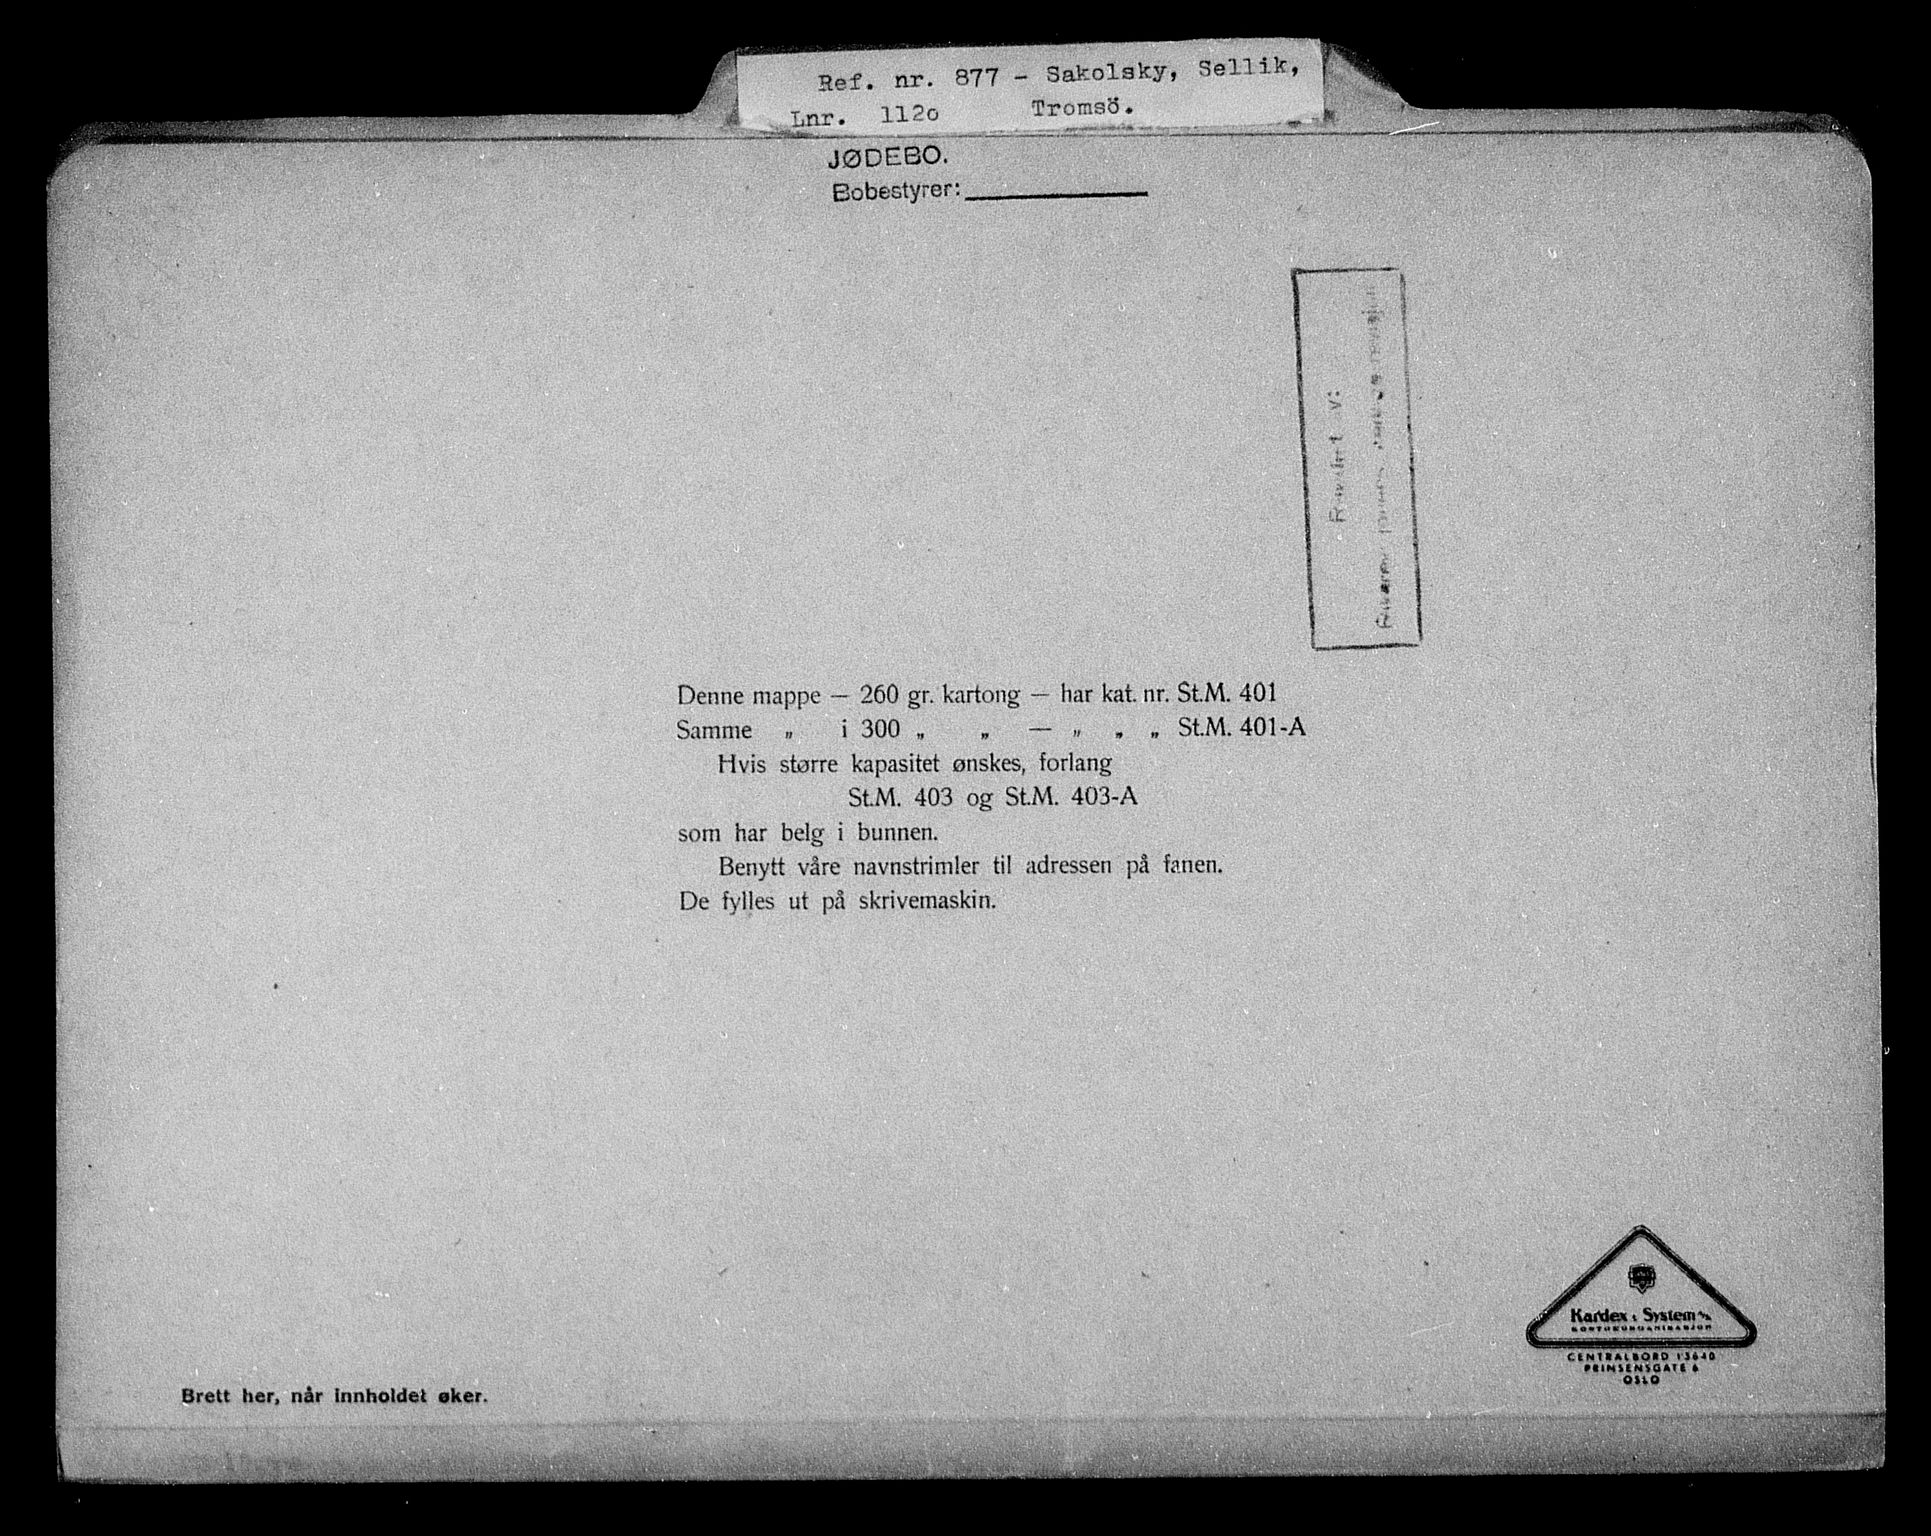 Ref. nr. 877 - Sakolsky, Sellik,
Lnr. 112o Tromsö.
JØDEBO.
Bobestyrer:
Denne mappe — 260 gr. kartong — har kat. nr. St.M. 401
Samme „ i 300 „ „ — „ „ „ St.M. 401-A
Hvis større kapasitet ønskes, forlang
St.M. 403 og St.M. 403-A
som har belg i bunnen.
Benytt våre navnstrimler til adressen på fanen.
De fylles ut på skrivemaskin.
Kardex System A/S
KONTORORGANISASJON
CENTRALBORD 13640
PRINSENSGATE 6
OSLO
Brett her, når innholdet øker.